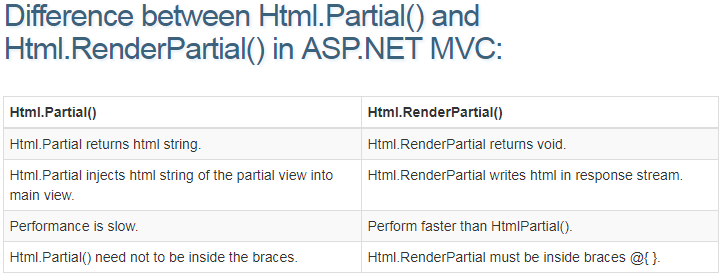 Difference between Html.Partial() and
Html.RenderPartial() in ASP.NET MVC:
Html.Partial()
Html.RenderPartial()
Html.Partial returns html string.
Html.RenderPartial returns void.
Html.Partial injects html string of the partial view into
main view.
Html.RenderPartial writes html in response stream.
Performance is slow.
Perform faster than HtmlPartial().
Html.Partial() need not to be inside the braces.
Html.RenderPartial must be inside braces @{ }.